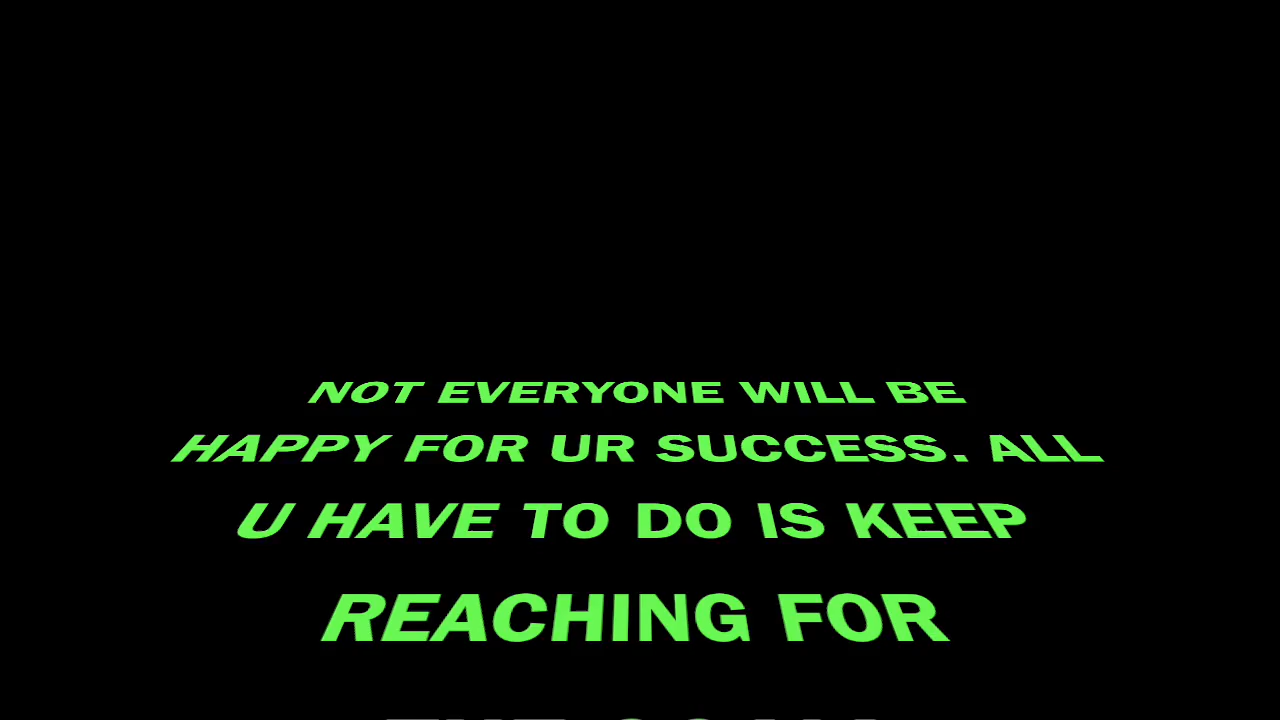 NOT EVERYONE WILL BE
HAPPY FOR UR SUCCESS. ALL
U HAVE TO DO IS KEEP
REACHING FOR